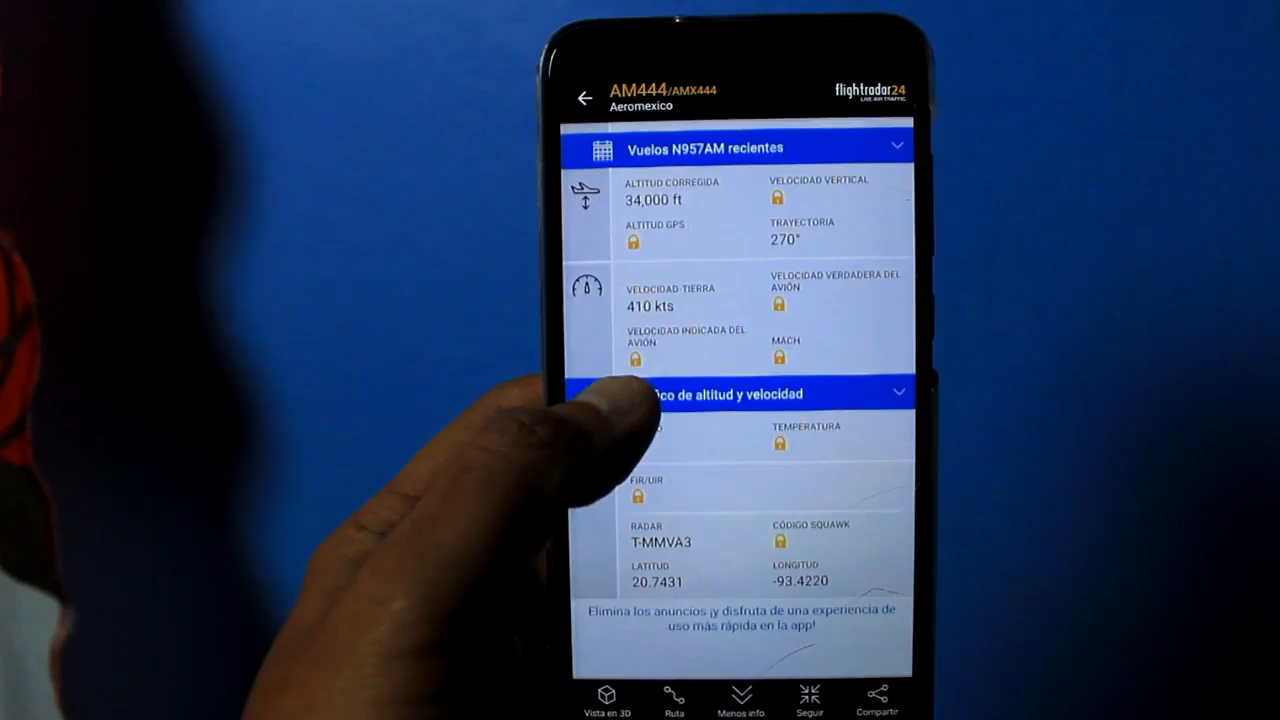 AM444/AMX444
Aeromexico
flightradar24
LIVE AIR TRAFFIC
Vuelos N957AM recientes
ALTITUD CORREGIDA
34,000 ft
VELOCIDAD VERTICAL
ALTITUD GPS
TRAYECTORIA
270°
VELOCIDAD TIERRA
410 kts
VELOCIDAD VERDADERA DEL
AVIÓN
VELOCIDAD INDICADA DEL
AVIÓN
MACH
de altitud y velocidad
TEMPERATURA
FIR/UIR
RADAR
T-MMVA3
CÓDIGO SQUAWK
LATITUD
20.7431
LONGITUD
-93.4220
Elimina los anuncios ¡y disfruta de una experiencia de
uso más rápida en la app!
Vista en 3D
Ruta
Menos info.
Seguir
Compartir